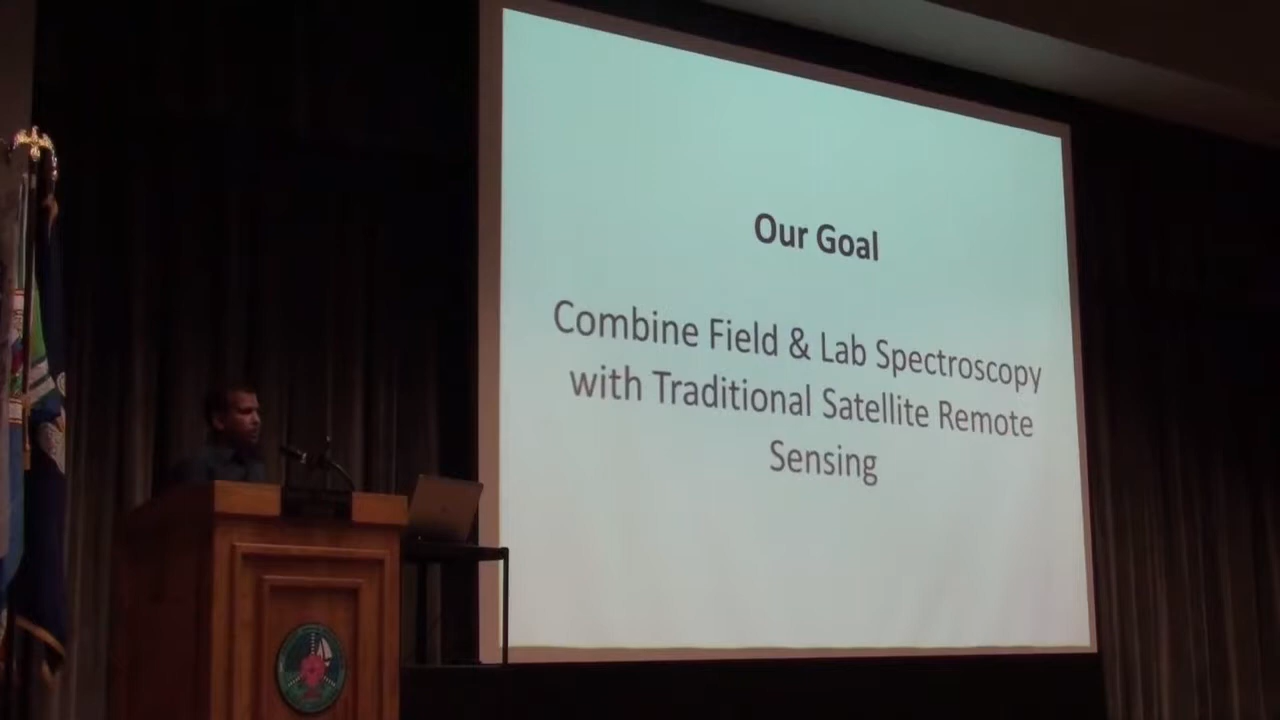 Our Goal
Combine Field & Lab Spectroscopy
with Traditional Satellite Remote
Sensing